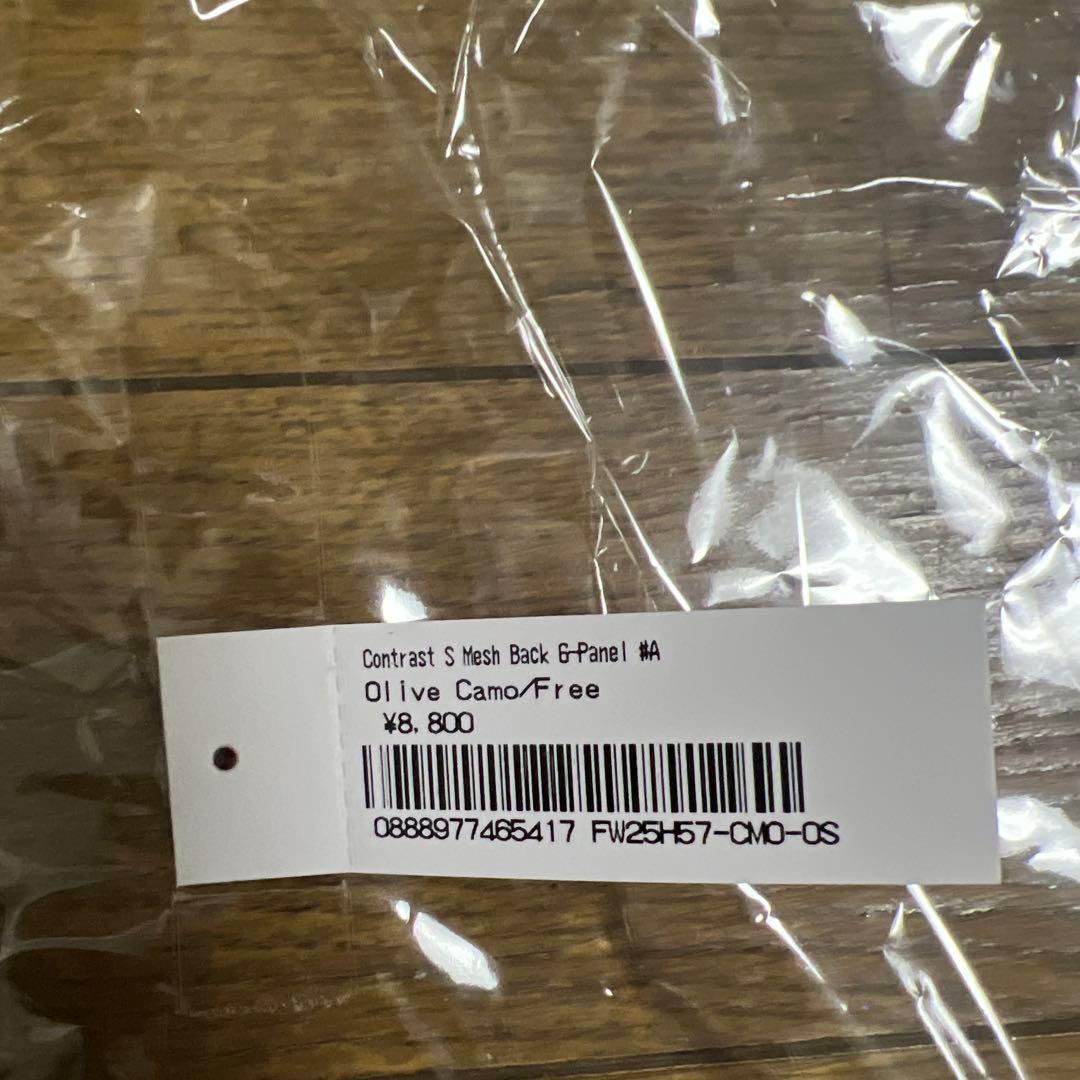 Contrast S Mesh Back 6-Panel #A
Olive Camo/Free
¥8,800
0888977465417 FW25H57-CMO-OS